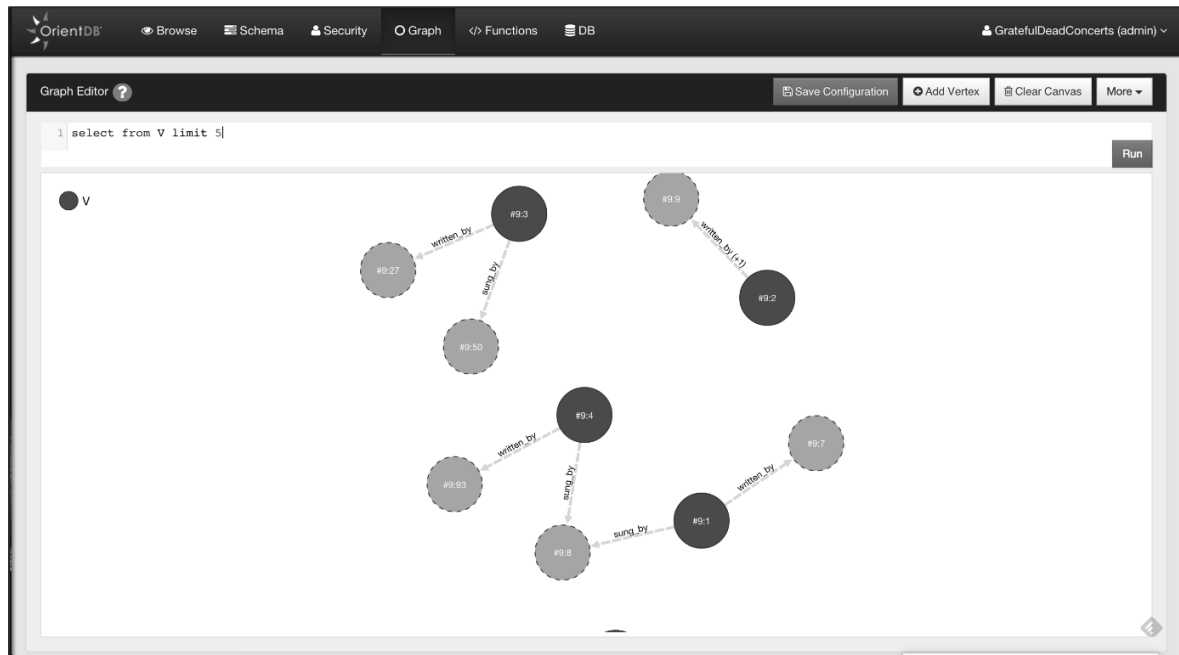 OrientDB Browse Schema Security Graph </> Functions DB GratefulDeadConcerts (admin)
Graph Editor ? Save Configuration Add Vertex Clear Canvas More
1 select from V limit 5
Run
V
#9:3
#9:9
written_by
written_by (+1)
#9:27
sung_by
#9:2
#9:50
#9:4
written_by
#9:7
sung_by
written_by
#9:93
#9:1
sung_by
#9:8